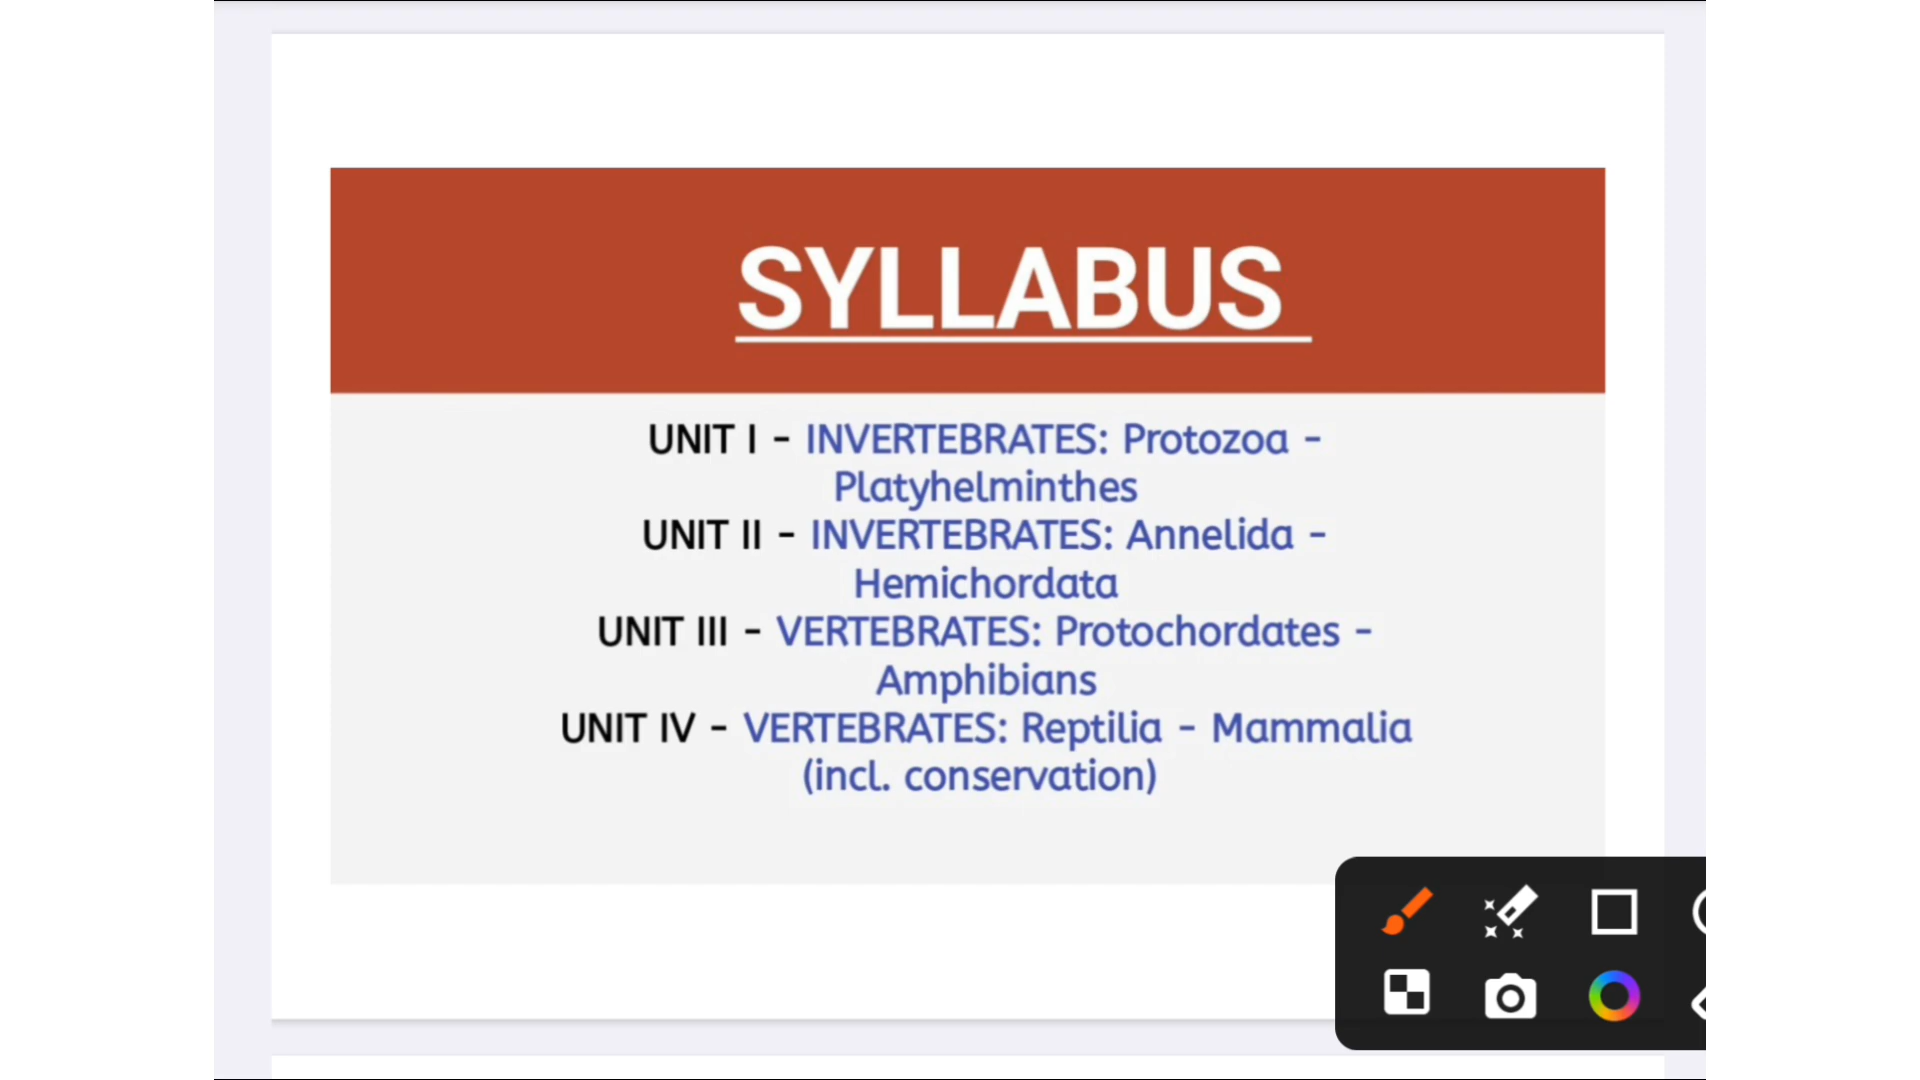 SYLLABUS
UNIT I - INVERTEBRATES: Protozoa -
Platyhelminthes
UNIT II - INVERTEBRATES: Annelida -
Hemichordata
UNIT III - VERTEBRATES: Protochordates -
Amphibians
UNIT IV - VERTEBRATES: Reptilia - Mammalia
(incl. conservation)